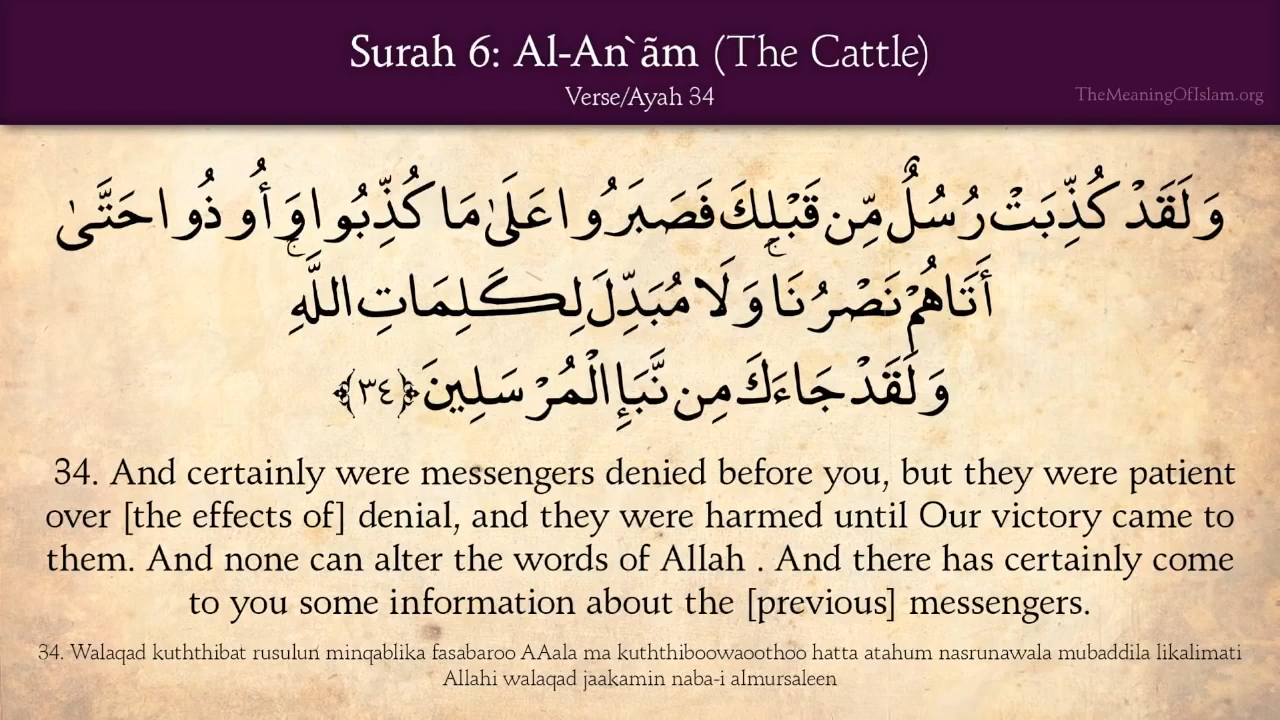 Surah 6: Al-An`ãm (The Cattle)
Verse/Ayah 34
TheMeaningOfIslam.org
وَلَقَدْ كُذِّبَتْ رُسُلٌ مِّن قَبْلِكَ فَصَبَرُوا عَلَىٰ مَا كُذِّبُوا وَأُوذُوا حَتَّىٰ
أَتَاهُمْ نَصْرُنَا ۚ وَلَا مُبَدِّلَ لِكَلِمَاتِ اللَّهِ ۚ
وَلَقَدْ جَاءَكَ مِن نَّبَإِ الْمُرْسَلِينَ ﴿٣٤﴾
34. And certainly were messengers denied before you, but they were patient
over [the effects of] denial, and they were harmed until Our victory came to
them. And none can alter the words of Allah . And there has certainly come
to you some information about the [previous] messengers.
34. Walaqad kuththibat rusulun minqablika fasabaroo AAala ma kuththiboowaoothoo hatta atahum nasrunawala mubaddila likalimati
Allahi walaqad jaakamin naba-i almursaleen